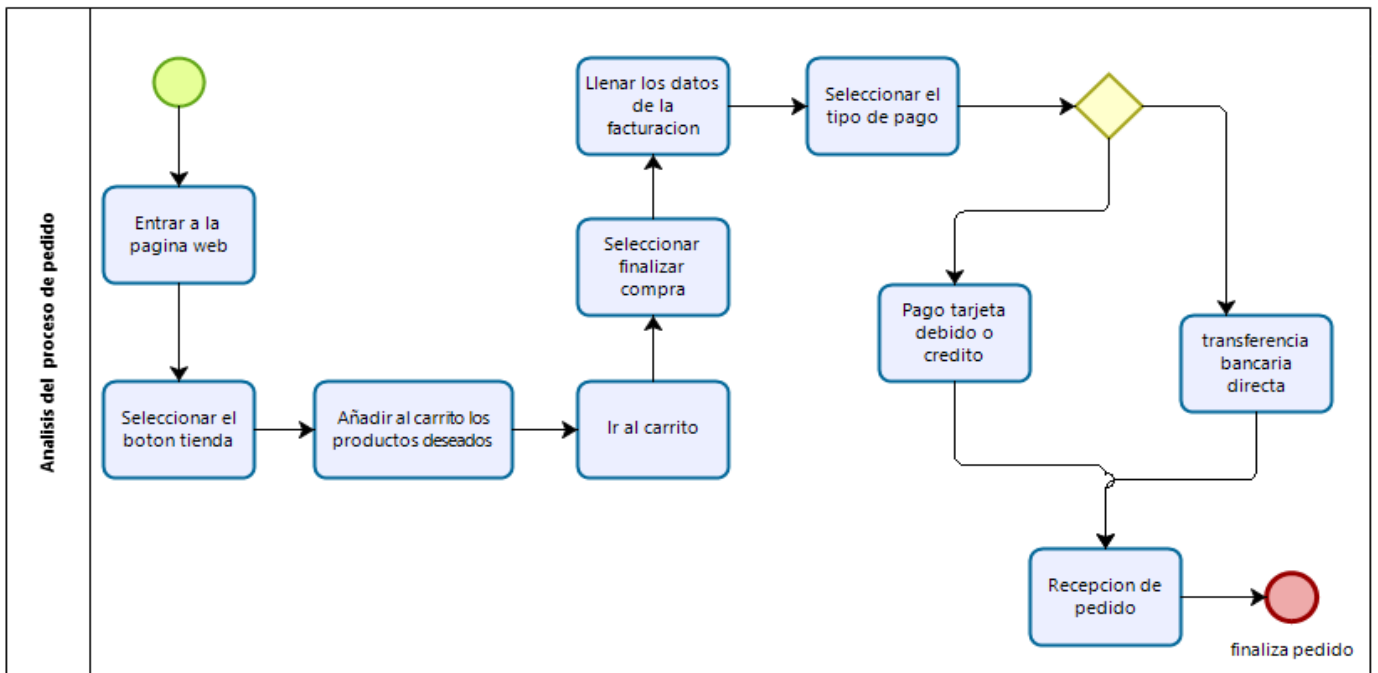 Analisis del proceso de pedido
Entrar a la
pagina web
Seleccionar el
boton tienda
Añadir al carrito los
productos deseados
Ir al carrito
Seleccionar
finalizar
compra
Llenar los datos
de la
facturacion
Seleccionar el
tipo de pago
Pago tarjeta
debido o
credito
transferencia
bancaria
directa
Recepcion de
pedido
finaliza pedido